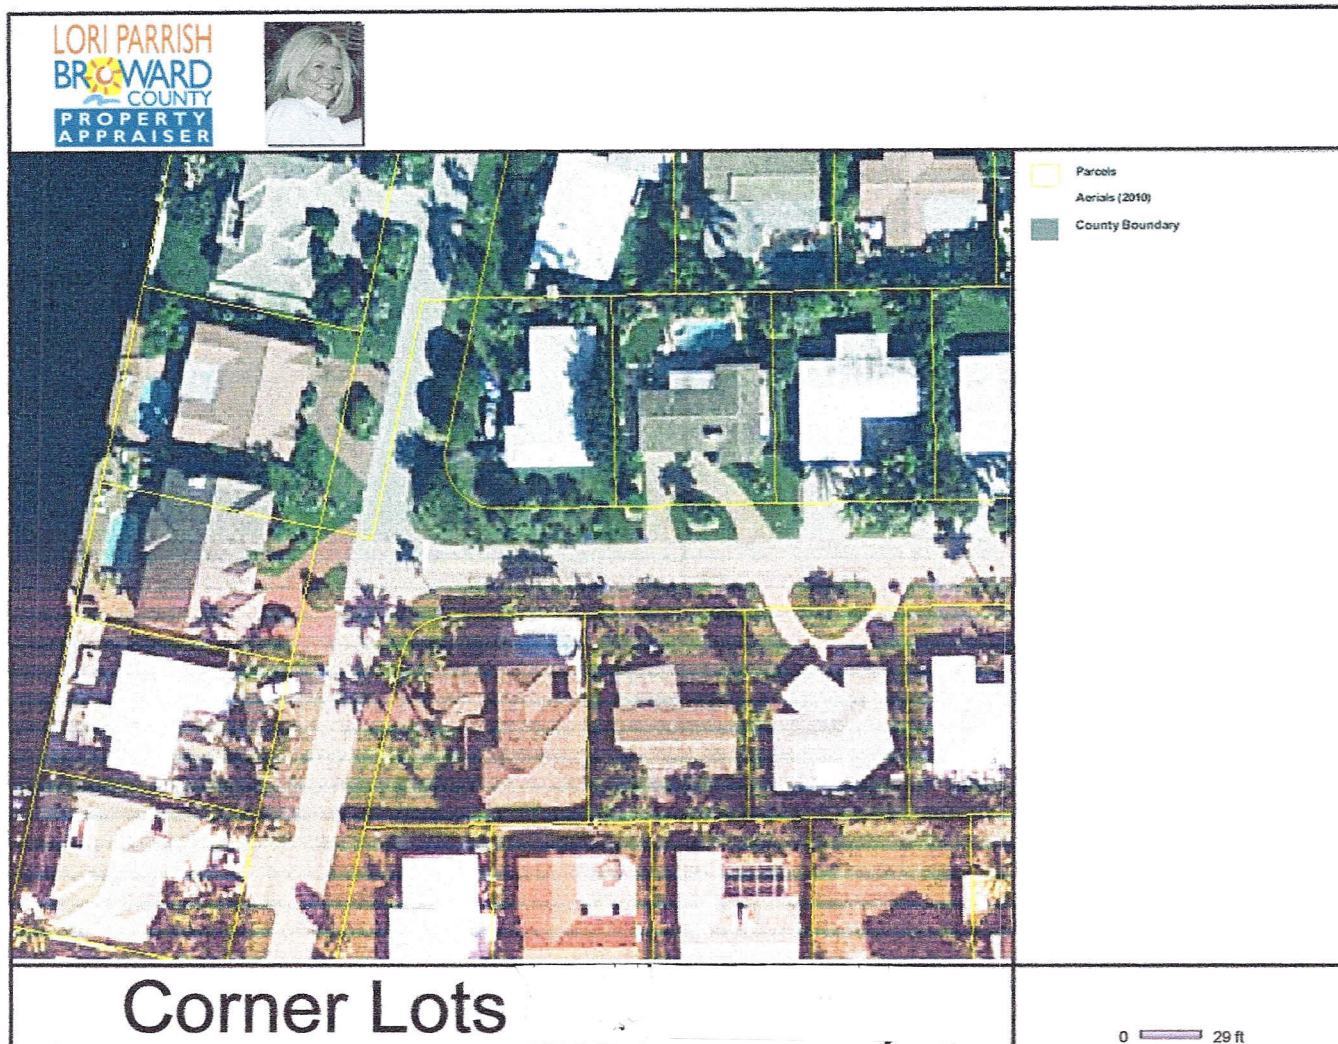 LORI PARRISH
BROWARD
COUNTY
PROPERTY
APPRAISER
Parcels
Aerials (2010)
County Boundary
Corner Lots
0 29 ft